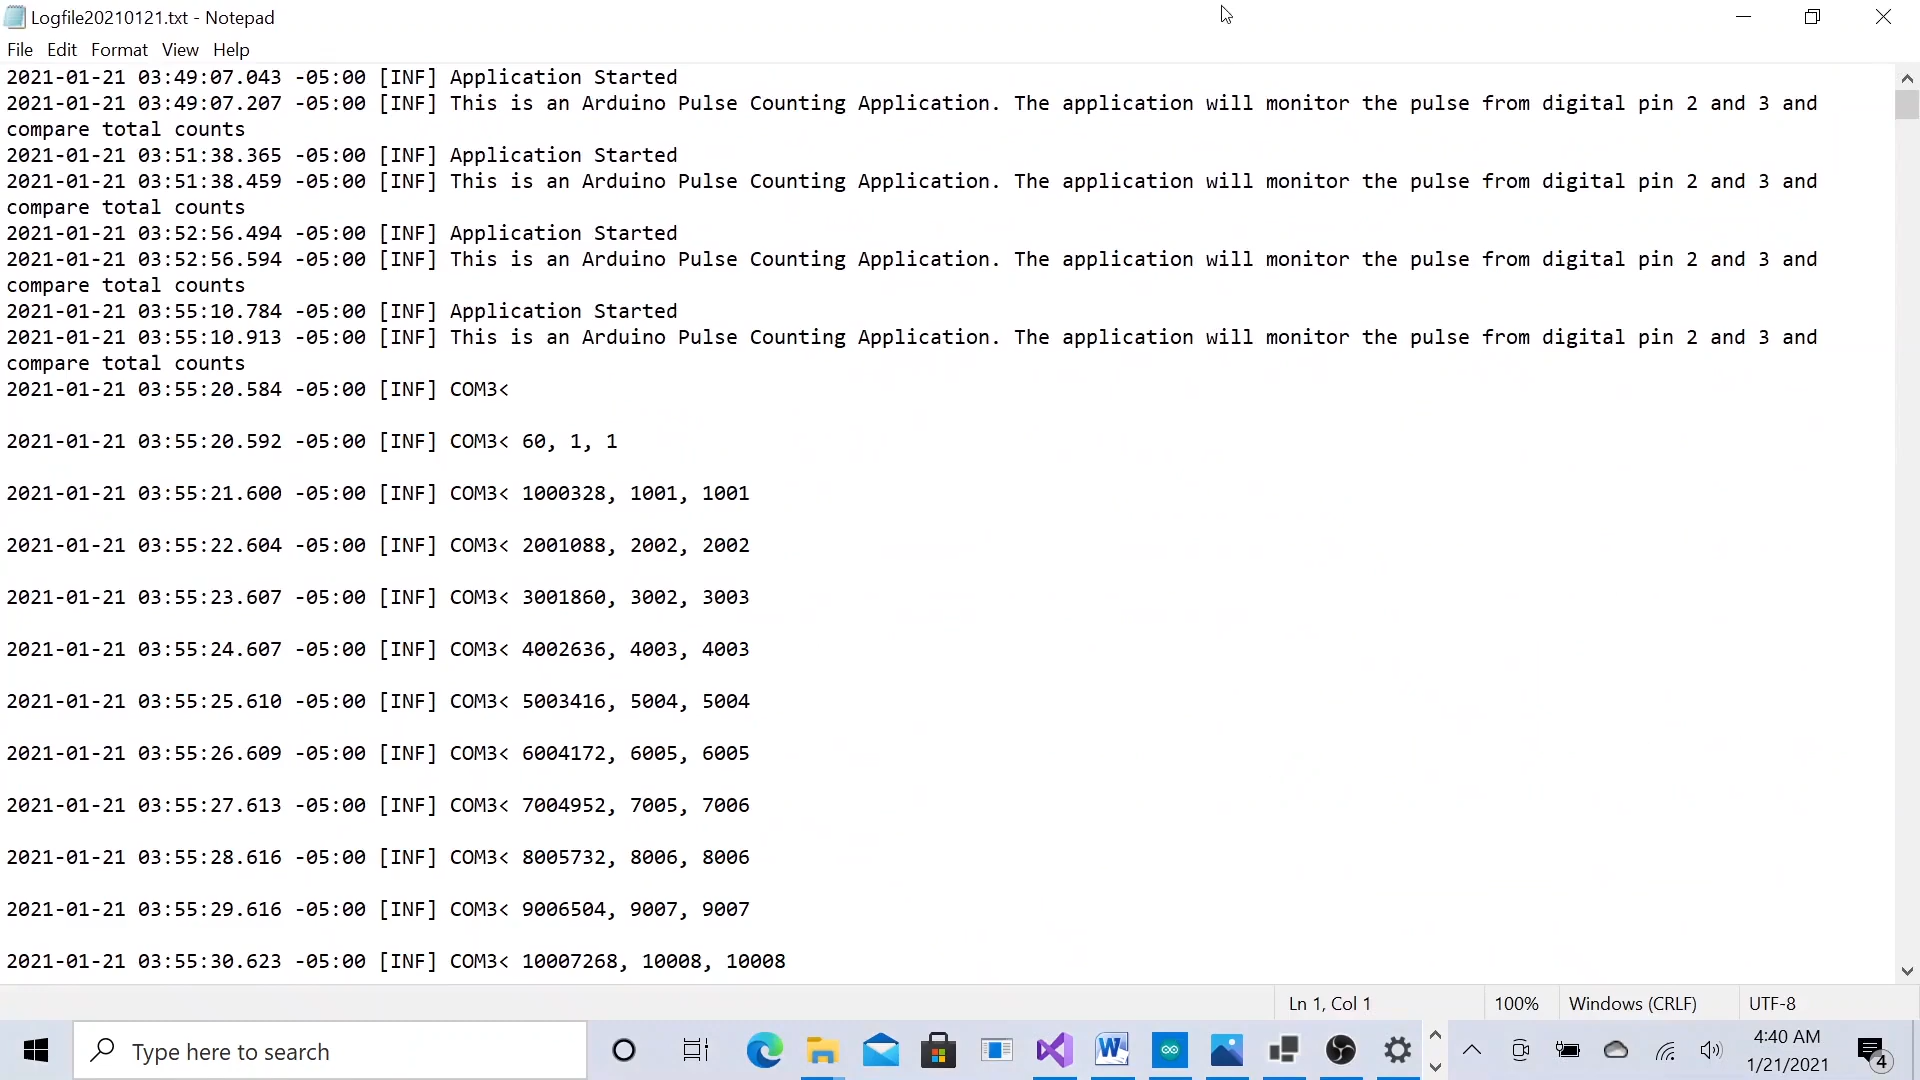 Logfile20210121.txt - Notepad
File Edit Format View Help
2021-01-21 03:49:07.043 -05:00 [INF] Application Started
2021-01-21 03:49:07.207 -05:00 [INF] This is an Arduino Pulse Counting Application. The application will monitor the pulse from digital pin 2 and 3 and
compare total counts
2021-01-21 03:51:38.365 -05:00 [INF] Application Started
2021-01-21 03:51:38.459 -05:00 [INF] This is an Arduino Pulse Counting Application. The application will monitor the pulse from digital pin 2 and 3 and
compare total counts
2021-01-21 03:52:56.494 -05:00 [INF] Application Started
2021-01-21 03:52:56.594 -05:00 [INF] This is an Arduino Pulse Counting Application. The application will monitor the pulse from digital pin 2 and 3 and
compare total counts
2021-01-21 03:55:10.784 -05:00 [INF] Application Started
2021-01-21 03:55:10.913 -05:00 [INF] This is an Arduino Pulse Counting Application. The application will monitor the pulse from digital pin 2 and 3 and
compare total counts
2021-01-21 03:55:20.584 -05:00 [INF] COM3<
2021-01-21 03:55:20.592 -05:00 [INF] COM3< 60, 1, 1
2021-01-21 03:55:21.600 -05:00 [INF] COM3< 1000328, 1001, 1001
2021-01-21 03:55:22.604 -05:00 [INF] COM3< 2001088, 2002, 2002
2021-01-21 03:55:23.607 -05:00 [INF] COM3< 3001860, 3002, 3003
2021-01-21 03:55:24.607 -05:00 [INF] COM3< 4002636, 4003, 4003
2021-01-21 03:55:25.610 -05:00 [INF] COM3< 5003416, 5004, 5004
2021-01-21 03:55:26.609 -05:00 [INF] COM3< 6004172, 6005, 6005
2021-01-21 03:55:27.613 -05:00 [INF] COM3< 7004952, 7005, 7006
2021-01-21 03:55:28.616 -05:00 [INF] COM3< 8005732, 8006, 8006
2021-01-21 03:55:29.616 -05:00 [INF] COM3< 9006504, 9007, 9007
2021-01-21 03:55:30.623 -05:00 [INF] COM3< 10007268, 10008, 10008
Ln 1, Col 1 100% Windows (CRLF) UTF-8
Type here to search
W
4:40 AM
1/21/2021
4